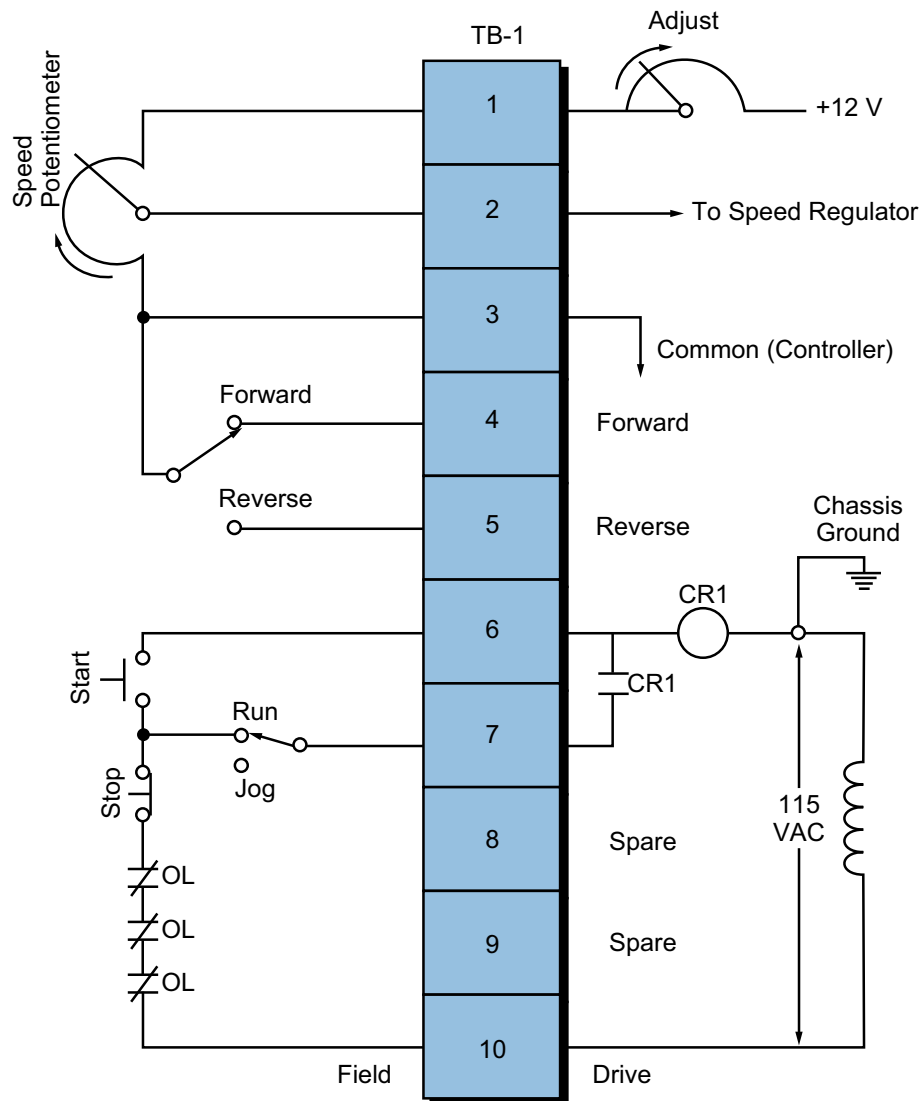 TB-1
Adjust
1
+12 V
Speed
Potentiometer
2
To Speed Regulator
3
Common (Controller)
Forward
4
Forward
Reverse
5
Reverse
Chassis
Ground
6
CR1
Start
CR1
Run
7
Jog
Stop
115
VAC
8
Spare
OL
OL
9
Spare
OL
10
Field
Drive